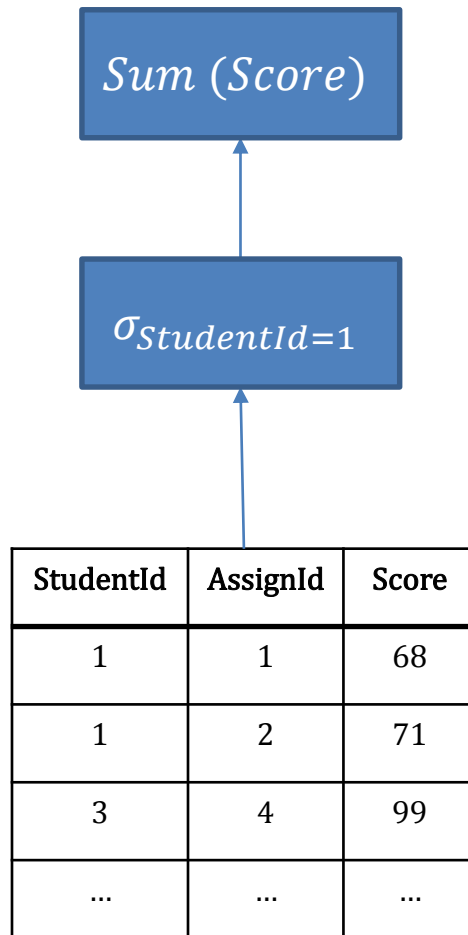 Sum (Score)
σStudentId=1
StudentId AssignId Score
1 1 68
1 2 71
3 4 99
... ... ...